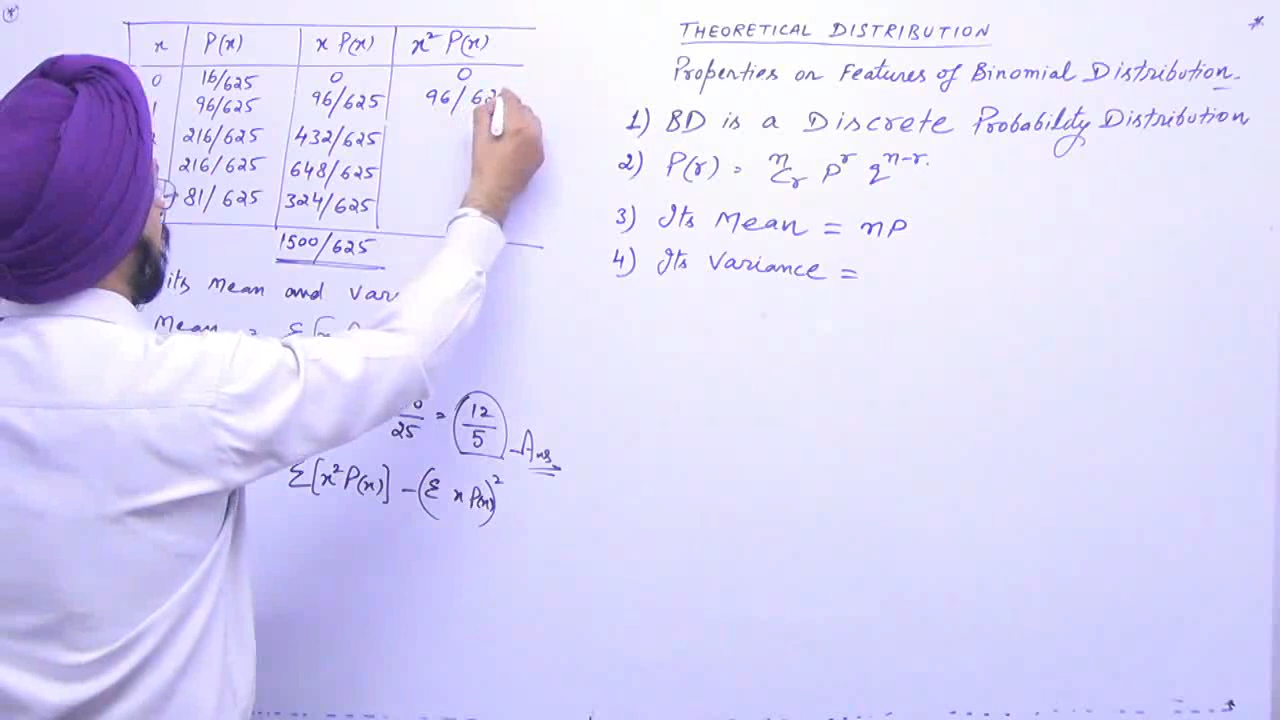 x P(x) x P(x) x² P(x)
0 16/625 0 0
1 96/625 96/625 96/62
216/625 432/625
216/625 648/625
81/625 324/625
1500/625
its Mean and Var
Mean =
25 = 12/5 Ans
Σ[x²P(x)] - (Σ x P(x))²
THEORETICAL DISTRIBUTION
Properties or Features of Binomial Distribution.
1) BD is a Discrete Probability Distribution
2) P(r) = ⁿCᵣ Pʳ qⁿ⁻ʳ.
3) Its Mean = nP
4) Its Variance =